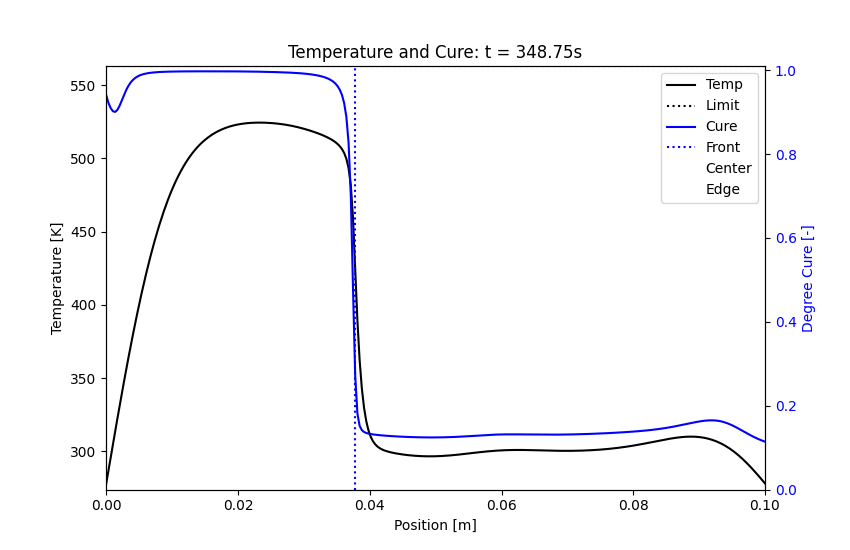 Temperature and Cure: t = 348.75s
Temperature [K]
550
500
450
400
350
300
Temp
Limit
Cure
Front
Center
Edge
1.0
0.8
0.6
0.4
0.2
0.0
Degree Cure [-]
0.00
0.02
0.04
0.06
0.08
0.10
Position [m]